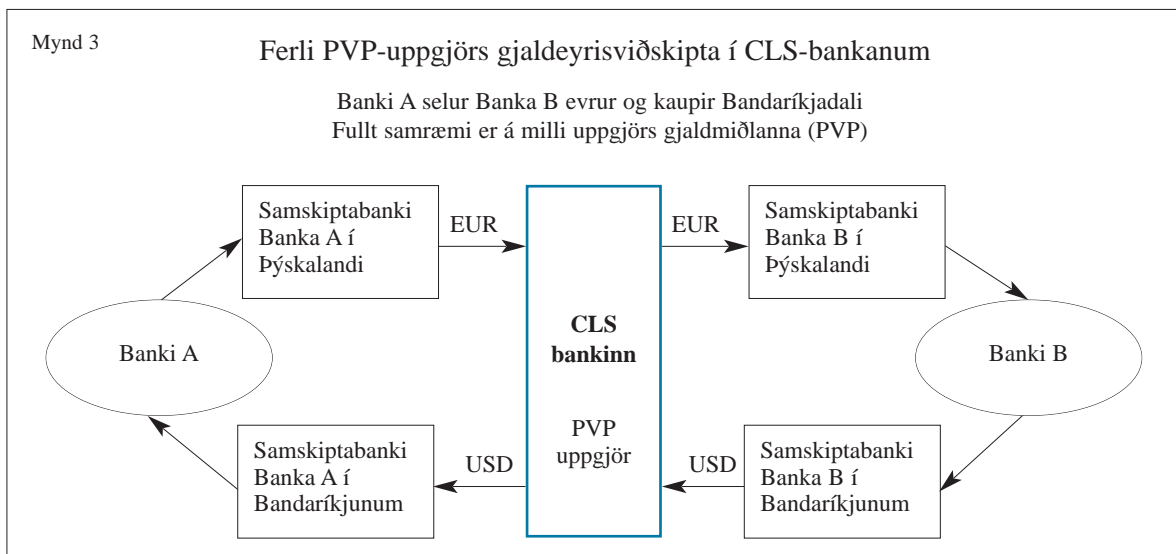 Mynd 3
Ferli PVP-uppgjörs gjaldeyrisviðskipta í CLS-bankanum
Banki A selur Banka B evrur og kaupir Bandaríkjadali
Fullt samræmi er á milli uppgjörs gjaldmiðlanna (PVP)
Samskiptabanki
Banka A í
Þýskalandi
EUR
EUR
Samskiptabanki
Banka B í
Þýskalandi
Banki A
CLS
bankinn
PVP
uppgjör
Banki B
Samskiptabanki
Banka A í
Bandaríkjunum
USD
USD
Samskiptabanki
Banka B í
Bandaríkjunum